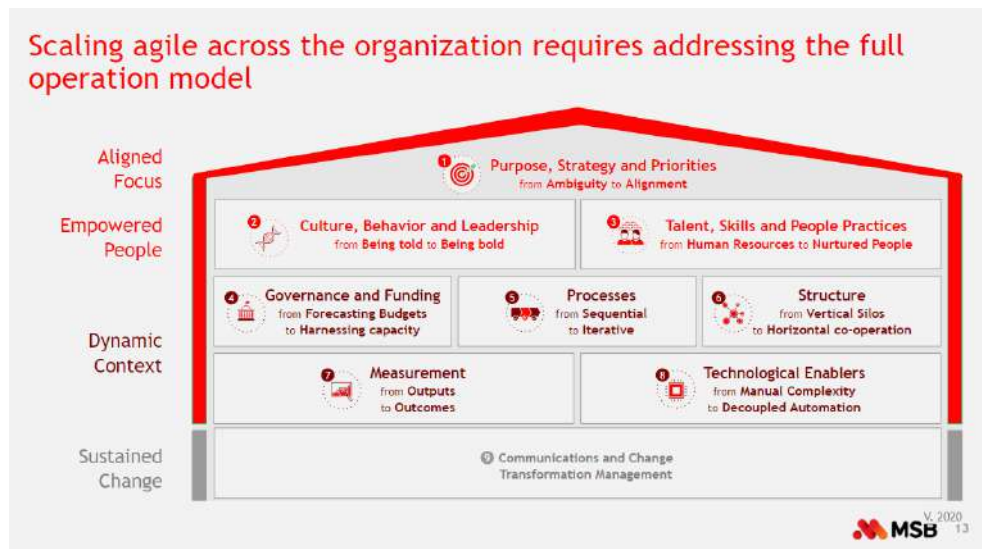 Scaling agile across the organization requires addressing the full
operation model
Aligned
Focus
1
Purpose, Strategy and Priorities
from Ambiguity to Alignment
Empowered
People
2
Culture, Behavior and Leadership
from Being told to Being bold
3
Talent, Skills and People Practices
from Human Resources to Nurtured People
Dynamic
Context
4
Governance and Funding
from Forecasting Budgets
to Harnessing capacity
5
Processes
from Sequential
to Iterative
6
Structure
from Vertical Silos
to Horizontal co-operation
7
Measurement
from Outputs
to Outcomes
8
Technological Enablers
from Manual Complexity
to Decoupled Automation
Sustained
Change
9 Communications and Change
Transformation Management
MSB
V. 2020
13